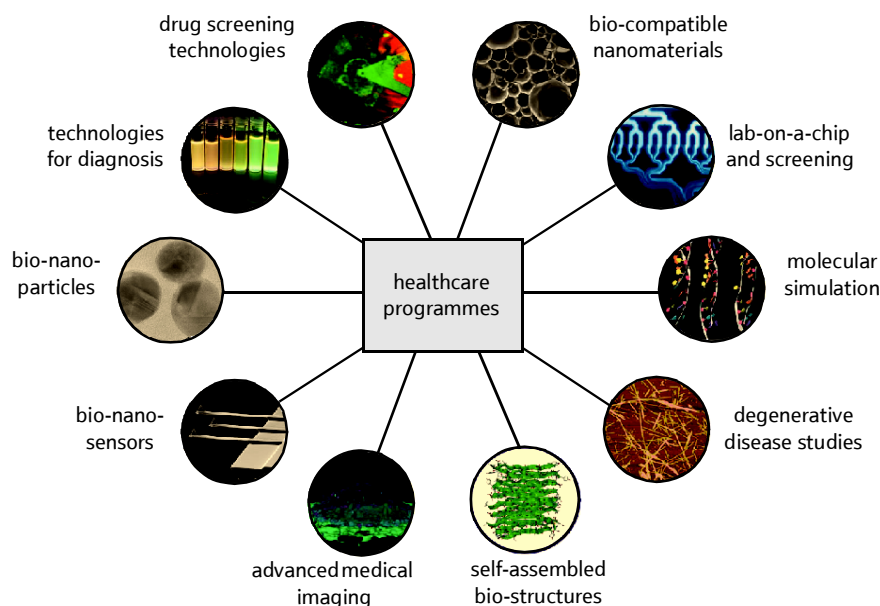 drug screening
technologies
bio-compatible
nanomaterials
technologies
for diagnosis
lab-on-a-chip
and screening
bio-nano-
particles
healthcare
programmes
molecular
simulation
bio-nano-
sensors
degenerative
disease studies
advanced medical
imaging
self-assembled
bio-structures